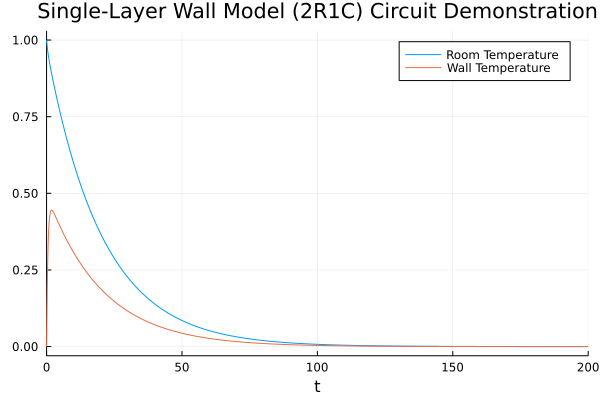 Single-Layer Wall Model (2R1C) Circuit Demonstration
1.00
Room Temperature
Wall Temperature
0.75
0.50
0.25
0.00
0 50 100 150 200
t